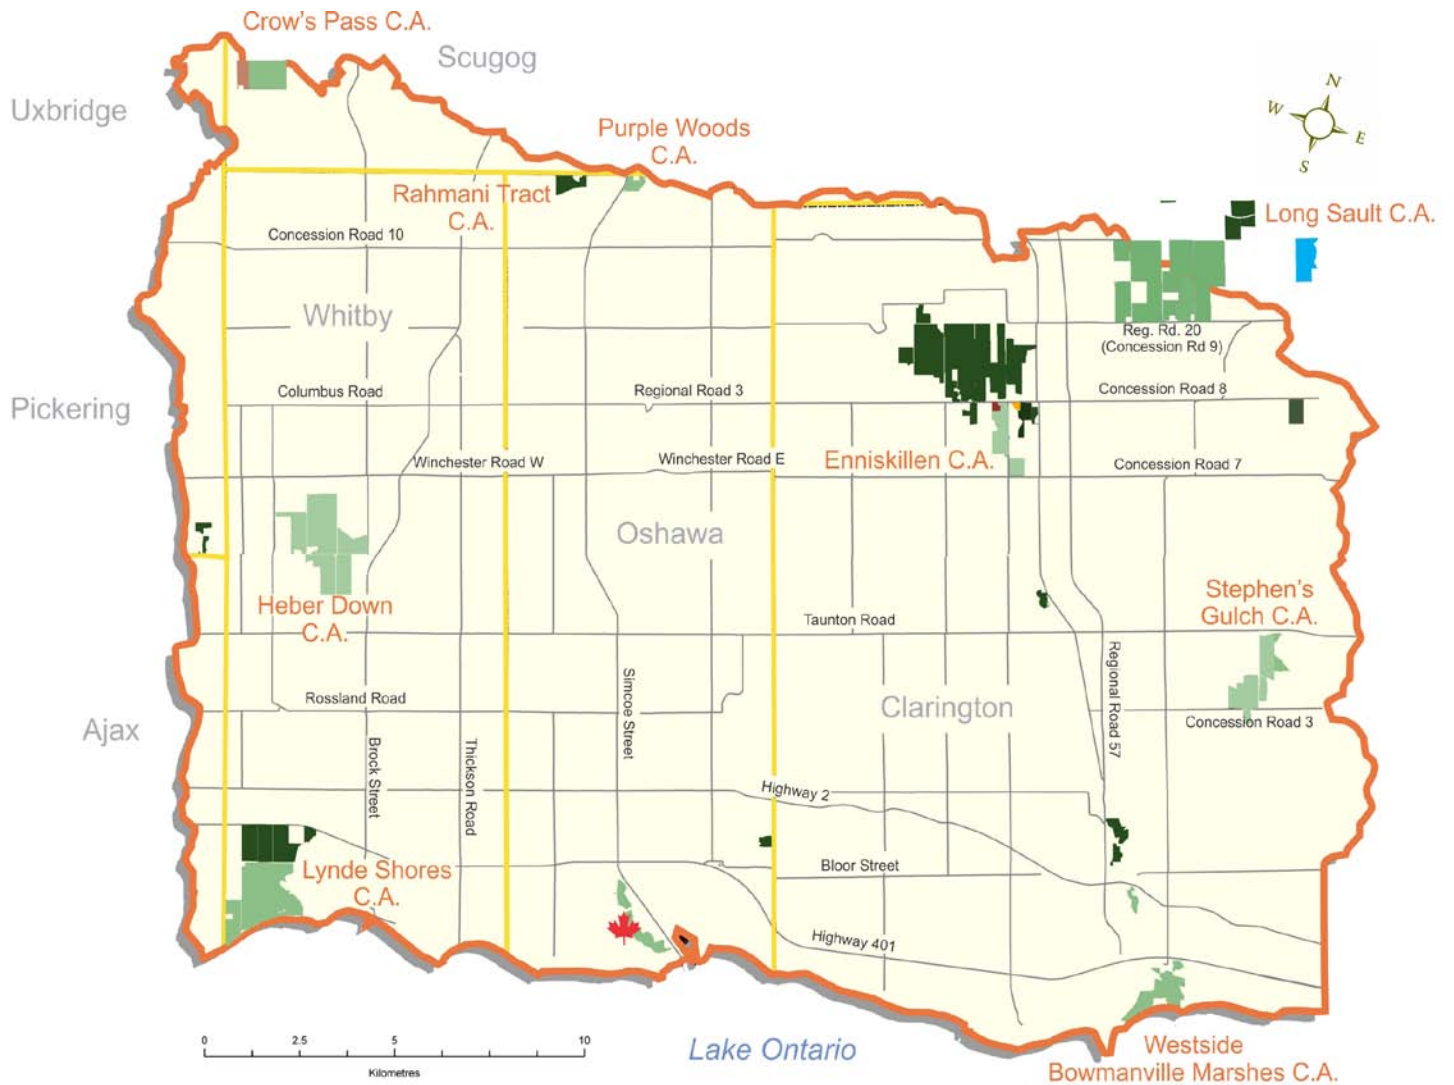 Crow's Pass C.A.
Scugog
Uxbridge
N
W
E
S
Purple Woods
C.A.
Rahmani Tract
C.A.
Long Sault C.A.
Concession Road 10
Whitby
Reg. Rd. 20
(Concession Rd 9)
Pickering
Columbus Road
Regional Road 3
Concession Road 8
Winchester Road W
Winchester Road E
Enniskillen C.A.
Concession Road 7
Oshawa
Heber Down
C.A.
Stephen's
Gulch C.A.
Taunton Road
Rossland Road
Simcoe Street
Regional Road 57
Clarington
Concession Road 3
Ajax
Brock Street
Thickson Road
Highway 2
Lynde Shores
C.A.
Bloor Street
Highway 401
0 2.5 5 10
Kilometres
Lake Ontario
Westside
Bowmanville Marshes C.A.